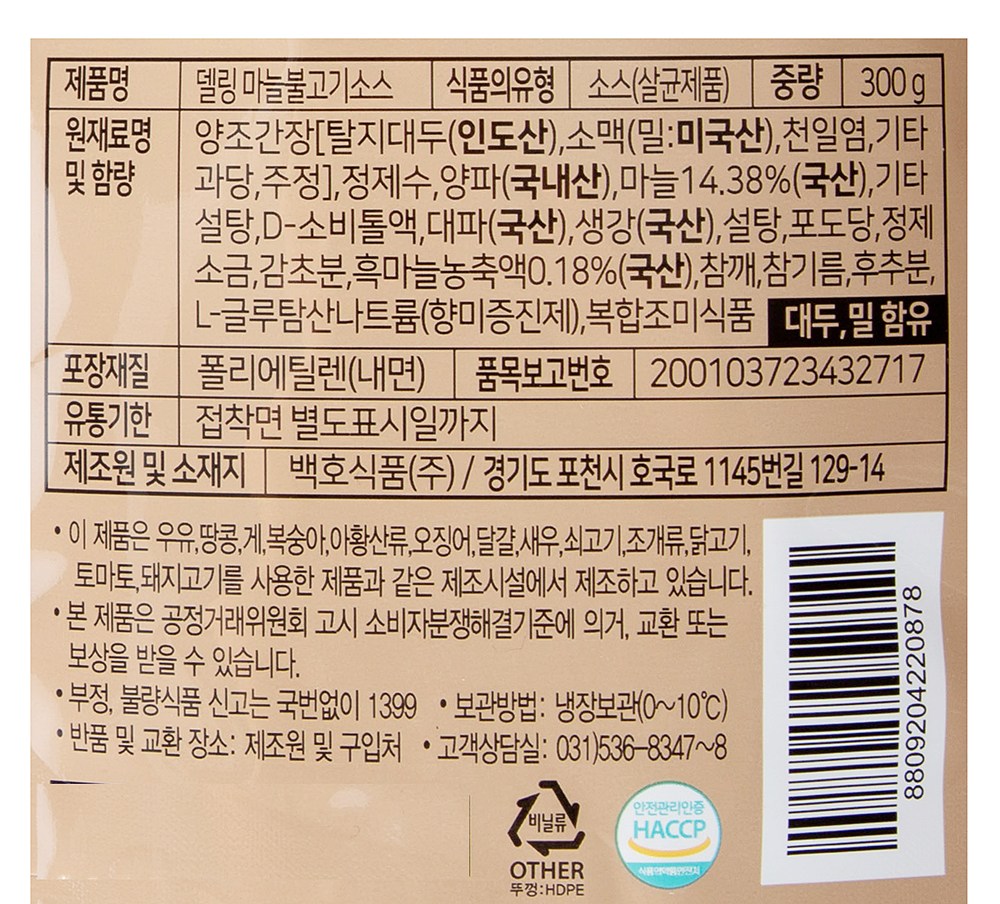 제품명 델링 마늘불고기소스 식품의유형 소스(살균제품) 중량 300 g
원재료명 양조간장[탈지대두(인도산),소맥(밀:미국산),천일염,기타
및 함량 과당,주정],정제수,양파(국내산),마늘14.38%(국산),기타
설탕,D-소비톨액,대파(국산),생강(국산),설탕,포도당,정제
소금,감초분,흑마늘농축액0.18%(국산),참깨,참기름,후추분,
L-글루탐산나트륨(향미증진제),복합조미식품 대두,밀 함유
포장재질 폴리에틸렌(내면) 품목보고번호 200103723432717
유통기한 접착면 별도표시일까지
제조원 및 소재지 백호식품(주) / 경기도 포천시 호국로 1145번길 129-14
• 이 제품은 우유,땅콩,게,복숭아,아황산류,오징어,달걀,새우,쇠고기,조개류,닭고기,
토마토,돼지고기를 사용한 제품과 같은 제조시설에서 제조하고 있습니다.
• 본 제품은 공정거래위원회 고시 소비자분쟁해결기준에 의거, 교환 또는
보상을 받을 수 있습니다.
• 부정, 불량식품 신고는 국번없이 1399 • 보관방법: 냉장보관(0~10℃)
• 반품 및 교환 장소: 제조원 및 구입처 • 고객상담실: 031)536-8347~8
8809204220878
비닐류
OTHER
뚜껑:HDPE
안전관리인증
HACCP
식품의약품안전처